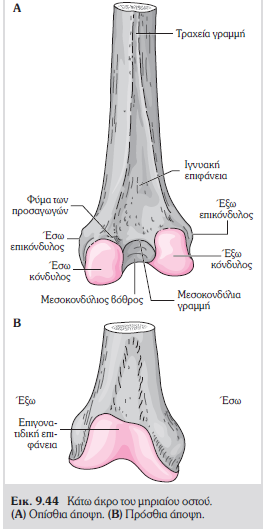 Α
Τραχεία γραμμή
Ιγνυακή
επιφάνεια
Φύμα των
προσαγωγών
Έξω
επικόνδυλος
Έσω
επικόνδυλος
Έσω
κόνδυλος
Έξω
κόνδυλος
Μεσοκονδύλιος βόθρος
Μεσοκονδύλια
γραμμή
Β
Έξω
Έσω
Επιγονα-
τιδική επι-
φάνεια
Εικ. 9.44 Κάτω άκρο του μηριαίου οστού.
(Α) Οπίσθια άποψη. (Β) Πρόσθια άποψη.